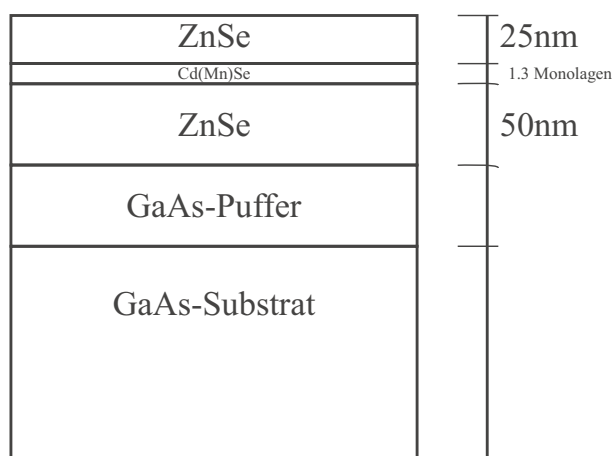 ZnSe 25nm
Cd(Mn)Se 1.3 Monolagen
ZnSe 50nm
GaAs-Puffer
GaAs-Substrat